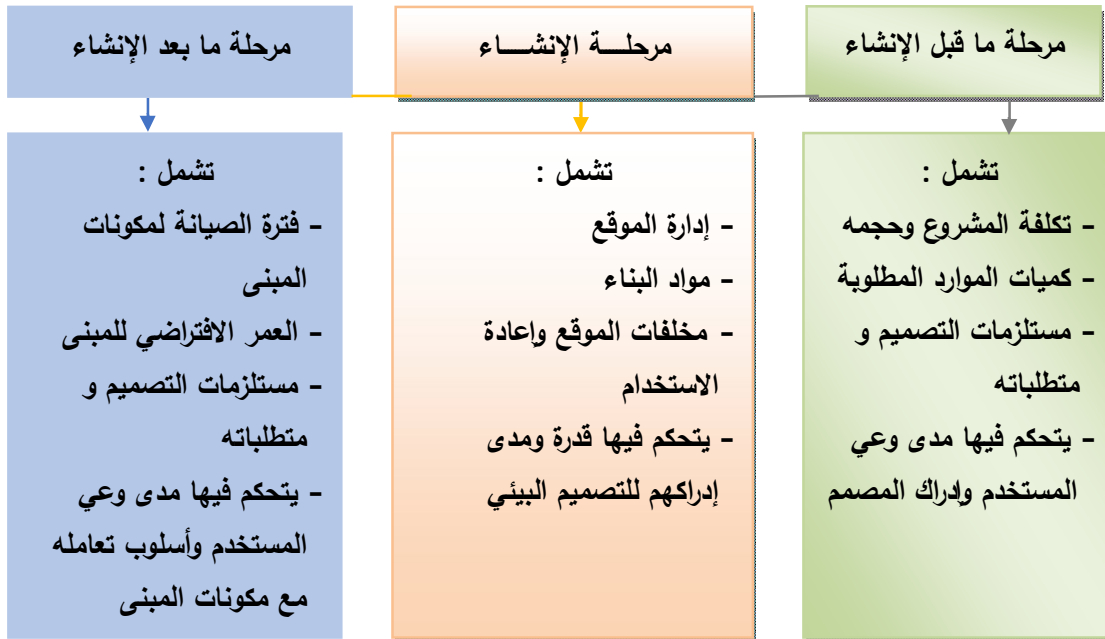 مرحلة ما قبل الإنشاء
تشمل :
- تكلفة المشروع وحجمه
- كميات الموارد المطلوبة
- مستلزمات التصميم و
متطلباته
- يتحكم فيها مدى وعي
المستخدم وإدراك المصمم
مرحلـــة الإنشـــاء
تشمل :
- إدارة الموقع
- مواد البناء
- مخلفات الموقع وإعادة
الاستخدام
- يتحكم فيها قدرة ومدى
إدراكهم للتصميم البيئي
مرحلة ما بعد الإنشاء
تشمل :
- فترة الصيانة لمكونات
المبنى
- العمر الافتراضي للمبنى
- مستلزمات التصميم و
متطلباته
- يتحكم فيها مدى وعي
المستخدم وأسلوب تعامله
مع مكونات المبنى